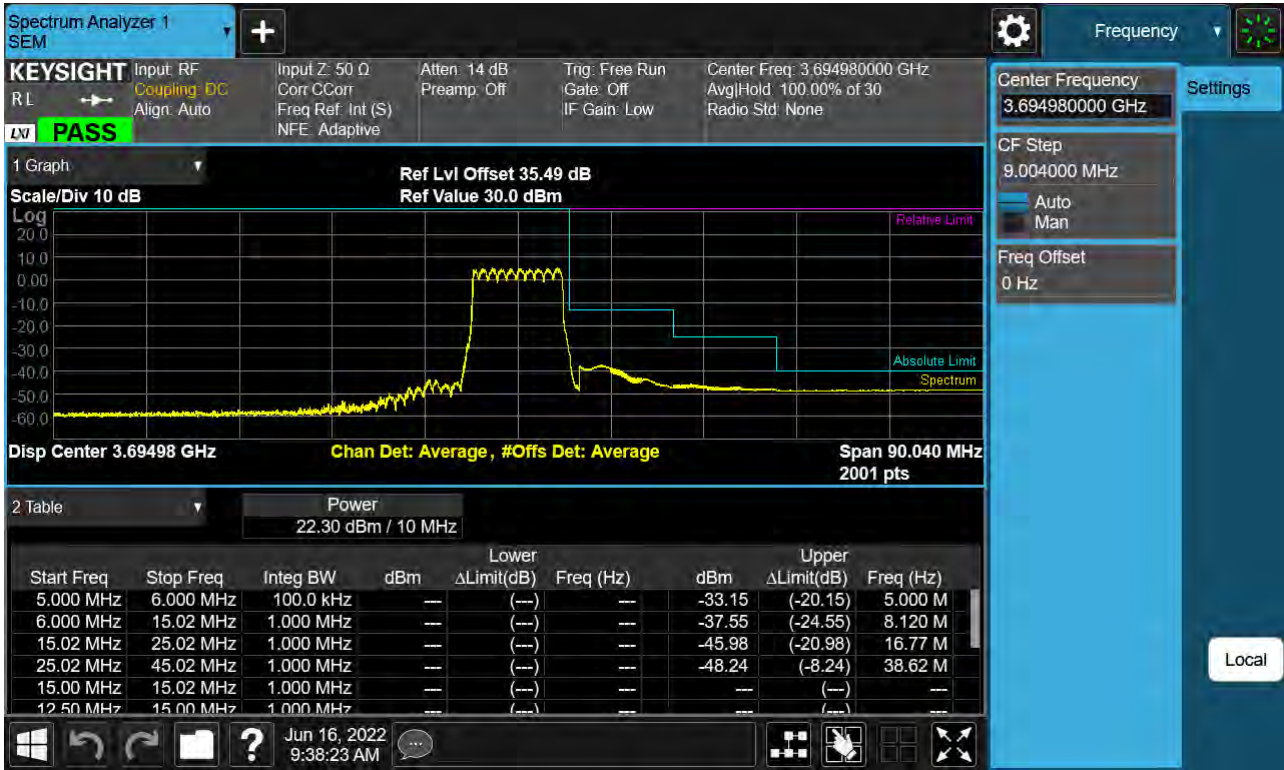 Spectrum Analyzer 1
SEM
+
Frequency
KEYSIGHT
RL
LXI PASS
Input: RF
Coupling: DC
Align: Auto
Input Z: 50 Ω
Corr CCorr
Freq Ref: Int (S)
NFE: Adaptive
Atten: 14 dB
Preamp: Off
Trig: Free Run
Gate: Off
IF Gain: Low
Center Freq: 3.694980000 GHz
Avg|Hold: 100.00% of 30
Radio Std: None
Center Frequency
3.694980000 GHz
Settings
CF Step
9.004000 MHz
Auto
Man
Freq Offset
0 Hz
1 Graph
Ref Lvl Offset 35.49 dB
Scale/Div 10 dB
Ref Value 30.0 dBm
Log
Relative Limit
20.0
10.0
0.00
-10.0
-20.0
-30.0
-40.0
-50.0
-60.0
Absolute Limit
Spectrum
Disp Center 3.69498 GHz
Chan Det: Average, #Offs Det: Average
Span 90.040 MHz
2001 pts
2 Table
Power
22.30 dBm / 10 MHz
Lower Upper
Start Freq Stop Freq Integ BW dBm ΔLimit(dB) Freq (Hz) dBm ΔLimit(dB) Freq (Hz)
5.000 MHz 6.000 MHz 100.0 kHz --- (---) --- -33.15 (-20.15) 5.000 M
6.000 MHz 15.02 MHz 1.000 MHz --- (---) --- -37.55 (-24.55) 8.120 M
15.02 MHz 25.02 MHz 1.000 MHz --- (---) --- -45.98 (-20.98) 16.77 M
25.02 MHz 45.02 MHz 1.000 MHz --- (---) --- -48.24 (-8.24) 38.62 M
15.00 MHz 15.02 MHz 1.000 MHz --- (---) --- --- (---) ---
12.50 MHz 15.00 MHz 1.000 MHz --- (---) --- --- (---) ---
Local
?
Jun 16, 2022
9:38:23 AM